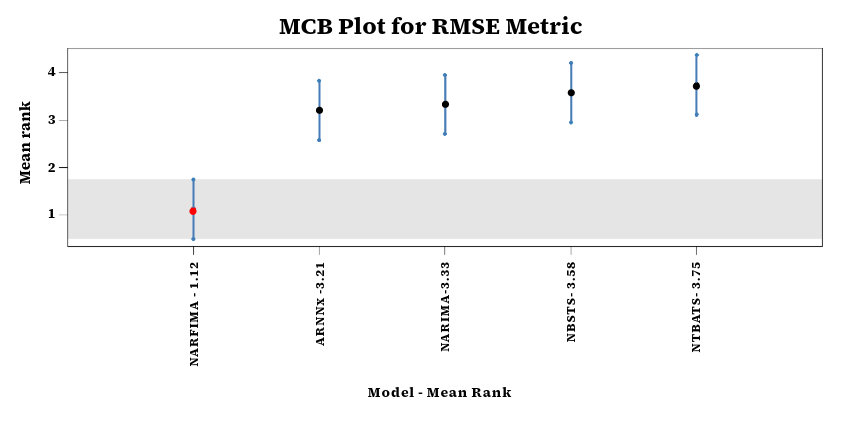 MCB Plot for RMSE Metric
Mean rank
4
3
2
1
NARFIMA - 1.12
ARNNx -3.21
NARIMA-3.33
NBSTS- 3.58
NTBATS- 3.75
Model - Mean Rank